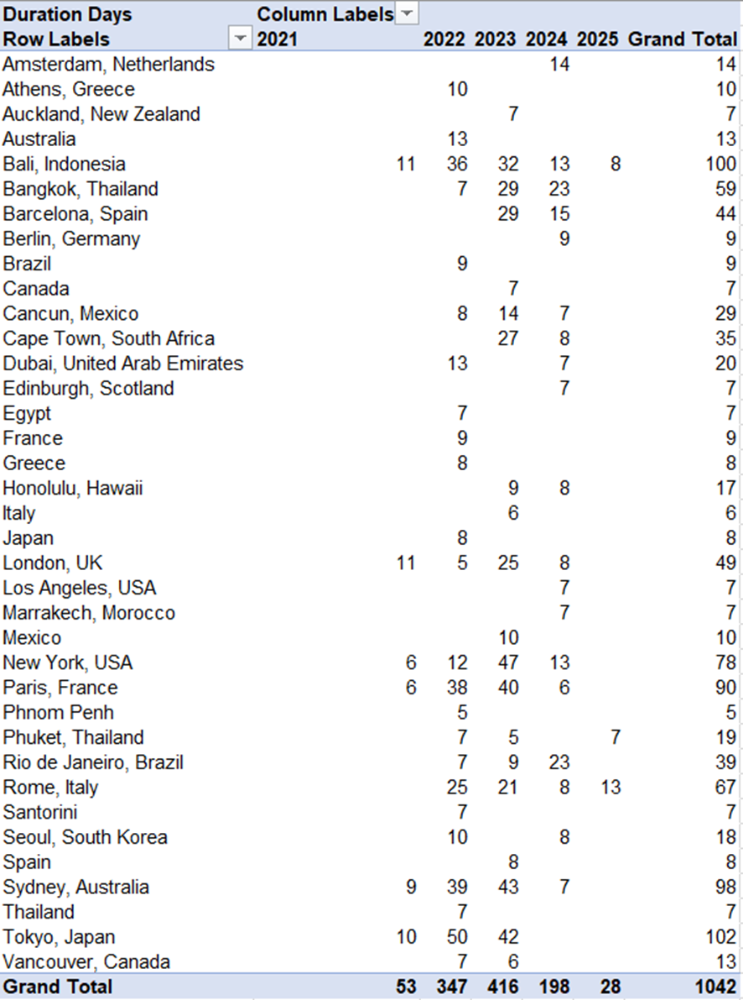 Duration Days Column Labels
Row Labels 2021 2022 2023 2024 2025 Grand Total
Amsterdam, Netherlands 14 14
Athens, Greece 10 10
Auckland, New Zealand 7 7
Australia 13 13
Bali, Indonesia 11 36 32 13 8 100
Bangkok, Thailand 7 29 23 59
Barcelona, Spain 29 15 44
Berlin, Germany 9 9
Brazil 9 9
Canada 7 7
Cancun, Mexico 8 14 7 29
Cape Town, South Africa 27 8 35
Dubai, United Arab Emirates 13 7 20
Edinburgh, Scotland 7 7
Egypt 7 7
France 9 9
Greece 8 8
Honolulu, Hawaii 9 8 17
Italy 6 6
Japan 8 8
London, UK 11 5 25 8 49
Los Angeles, USA 7 7
Marrakech, Morocco 7 7
Mexico 10 10
New York, USA 6 12 47 13 78
Paris, France 6 38 40 6 90
Phnom Penh 5 5
Phuket, Thailand 7 5 7 19
Rio de Janeiro, Brazil 7 9 23 39
Rome, Italy 25 21 8 13 67
Santorini 7 7
Seoul, South Korea 10 8 18
Spain 8 8
Sydney, Australia 9 39 43 7 98
Thailand 7 7
Tokyo, Japan 10 50 42 102
Vancouver, Canada 7 6 13
Grand Total 53 347 416 198 28 1042